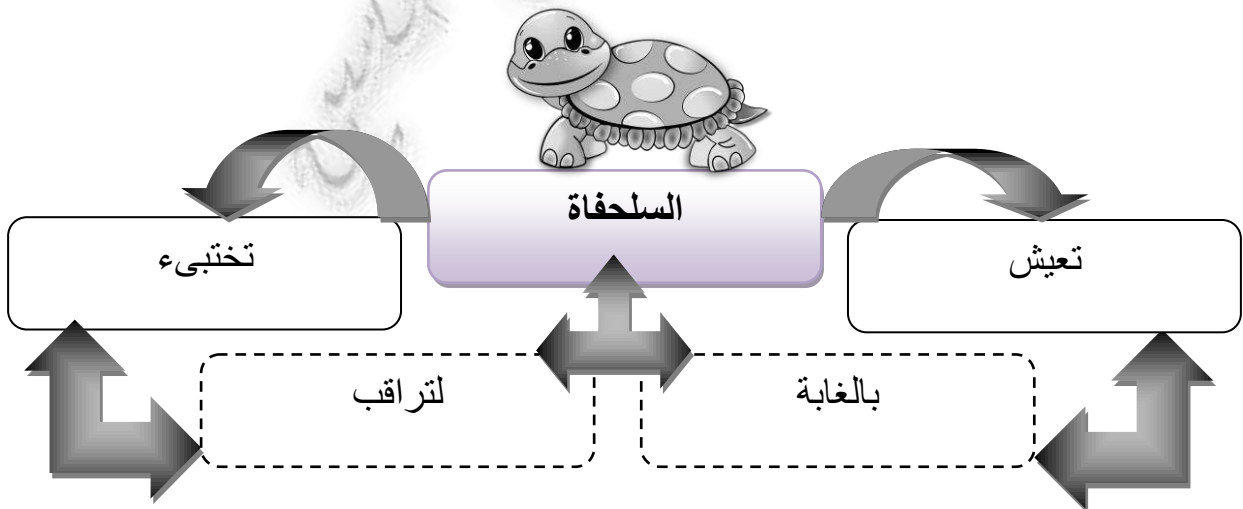 السلحفاة
تعيش
تختبىء
بالغابة
لتراقب